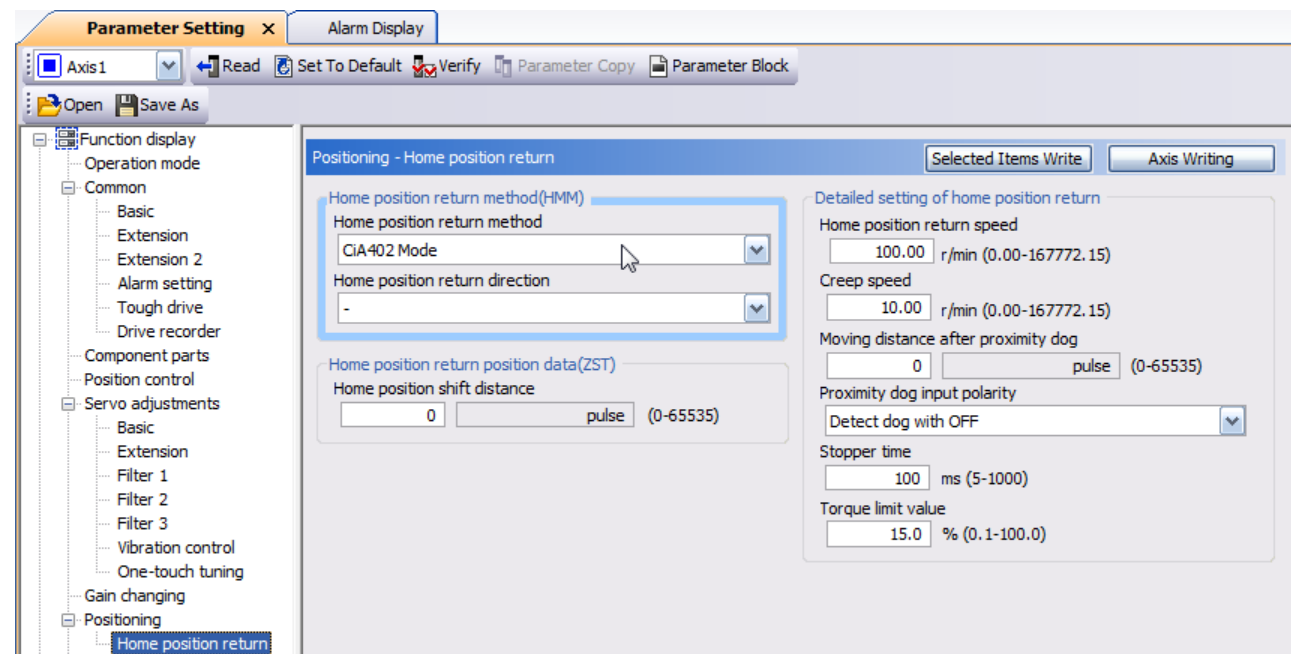 Parameter Setting X Alarm Display
Axis1 Read Set To Default Verify Parameter Copy Parameter Block
Open Save As
Function display
Operation mode
Common
Basic
Extension
Extension 2
Alarm setting
Tough drive
Drive recorder
Component parts
Position control
Servo adjustments
Basic
Extension
Filter 1
Filter 2
Filter 3
Vibration control
One-touch tuning
Gain changing
Positioning
Home position return
Positioning - Home position return Selected Items Write Axis Writing
Home position return method(HMM)
Home position return method
CiA402 Mode
Home position return direction
-
Home position return position data(ZST)
Home position shift distance
0 pulse (0-65535)
Detailed setting of home position return
Home position return speed
100.00 r/min (0.00-167772.15)
Creep speed
10.00 r/min (0.00-167772.15)
Moving distance after proximity dog
0 pulse (0-65535)
Proximity dog input polarity
Detect dog with OFF
Stopper time
100 ms (5-1000)
Torque limit value
15.0 % (0.1-100.0)